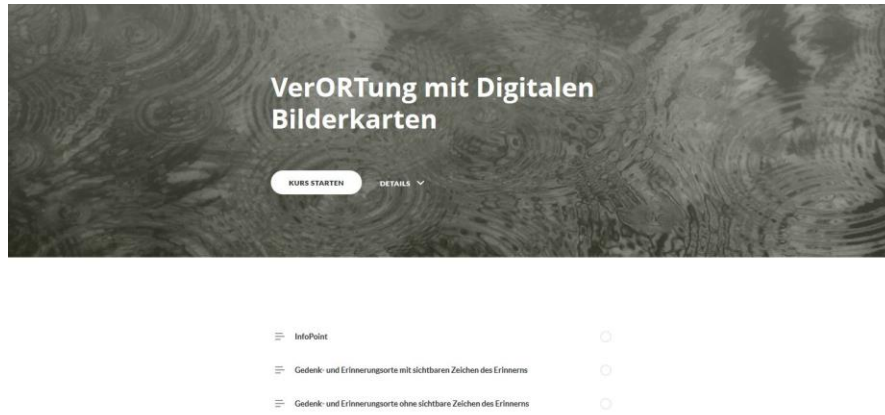 VerORTung mit Digitalen
Bilderkarten
KURS STARTEN DETAILS
InfoPoint
Gedenk- und Erinnerungsorte mit sichtbaren Zeichen des Erinnerns
Gedenk- und Erinnerungsorte ohne sichtbare Zeichen des Erinnerns